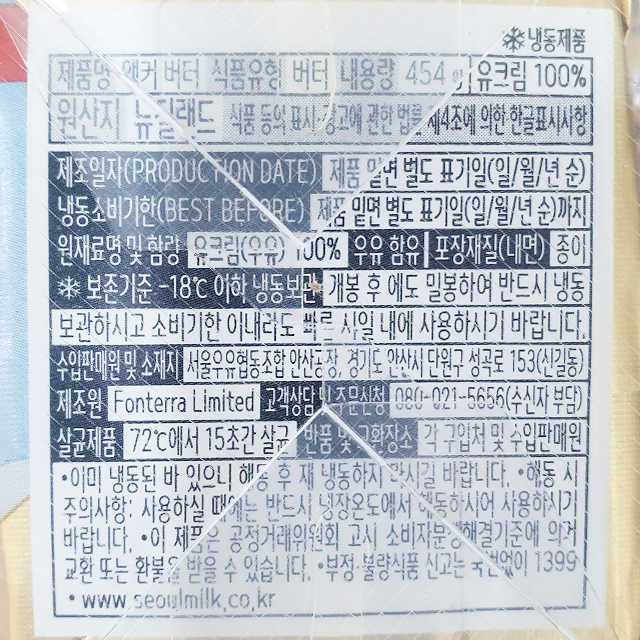 냉동제품
제품명 앵커 버터 식품유형 버터 내용량 454 g 유크림 100%
원산지 뉴질랜드 식품 등의 표시·광고에 관한 법률 제4조에 의한 한글표시사항
제조일자(PRODUCTION DATE) 제품 밑면 별도 표기일(일/월/년 순)
냉동소비기한(BEST BEFORE) 제품 밑면 별도 표기일(일/월/년 순)까지
원재료명 및 함량 유크림(우유) 100% 우유 함유 포장재질(내면) 종이
보존기준 -18℃ 이하 냉동보관 개봉 후 에도 밀봉하여 반드시 냉동
보관하시고 소비기한 이내라도 빠른 시일 내에 사용하시기 바랍니다.
수입판매원 및 소재지 서울우유협동조합 안산공장, 경기도 안산시 단원구 성곡로 153(신길동)
제조원 Fonterra Limited 고객상담 및 주문신청 080-021-5656(수신자 부담)
살균제품 72℃에서 15초간 살균 반품 및 교환장소 각 구입처 및 수입판매원
•이미 냉동된 바 있으니 해동 후 재 냉동하지 마시길 바랍니다. •해동 시
주의사항: 사용하실 때에는 반드시 냉장온도에서 해동하시어 사용하시기
바랍니다. •이 제품은 공정거래위원회 고시 소비자분쟁해결기준에 의거
교환 또는 환불을 받을 수 있습니다. •부정·불량식품 신고는 국번없이 1399
• www.seoulmilk.co.kr